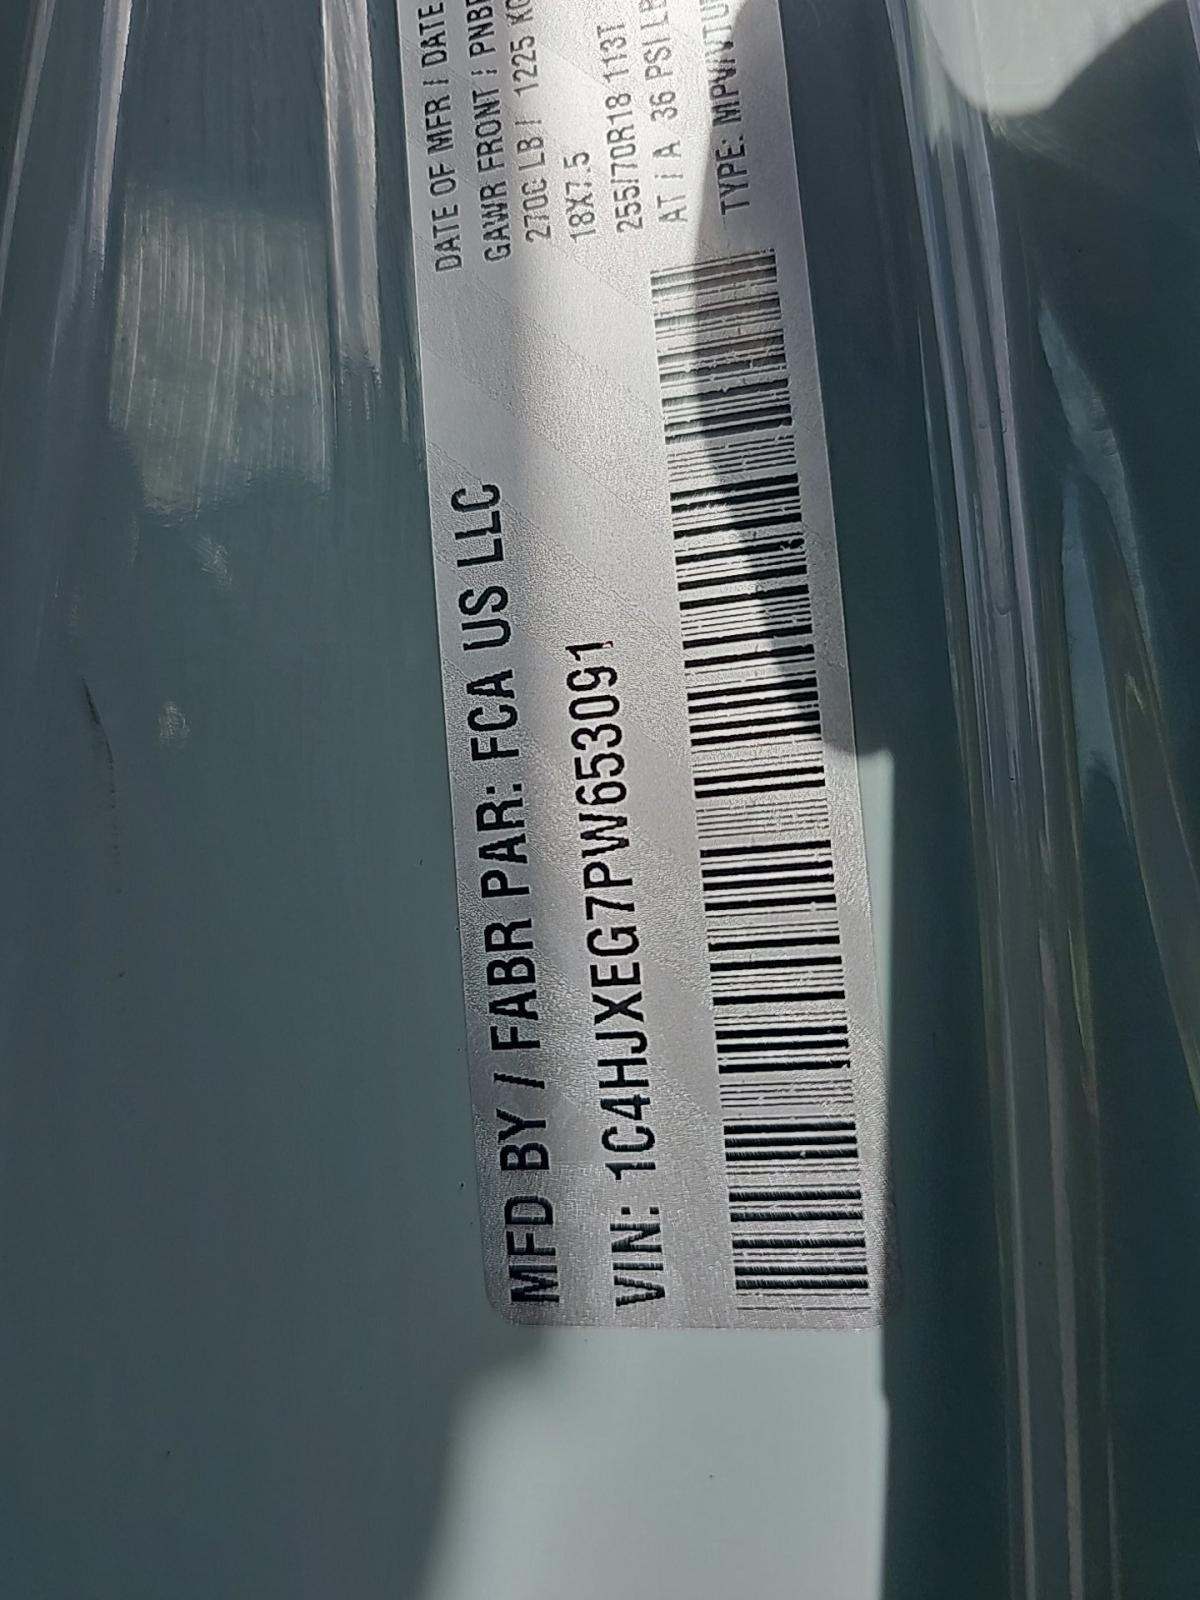 MFD BY / FABR PAR: FCA US LLC
VIN: 1C4HJXEG7PW653091
DATE OF MFR / DATE
GAWR FRONT / PNBE
2700 LB / 1225 KG
18X7.5
255/70R18 113T
AT / A 36 PSI
TYPE: MPV/VTU